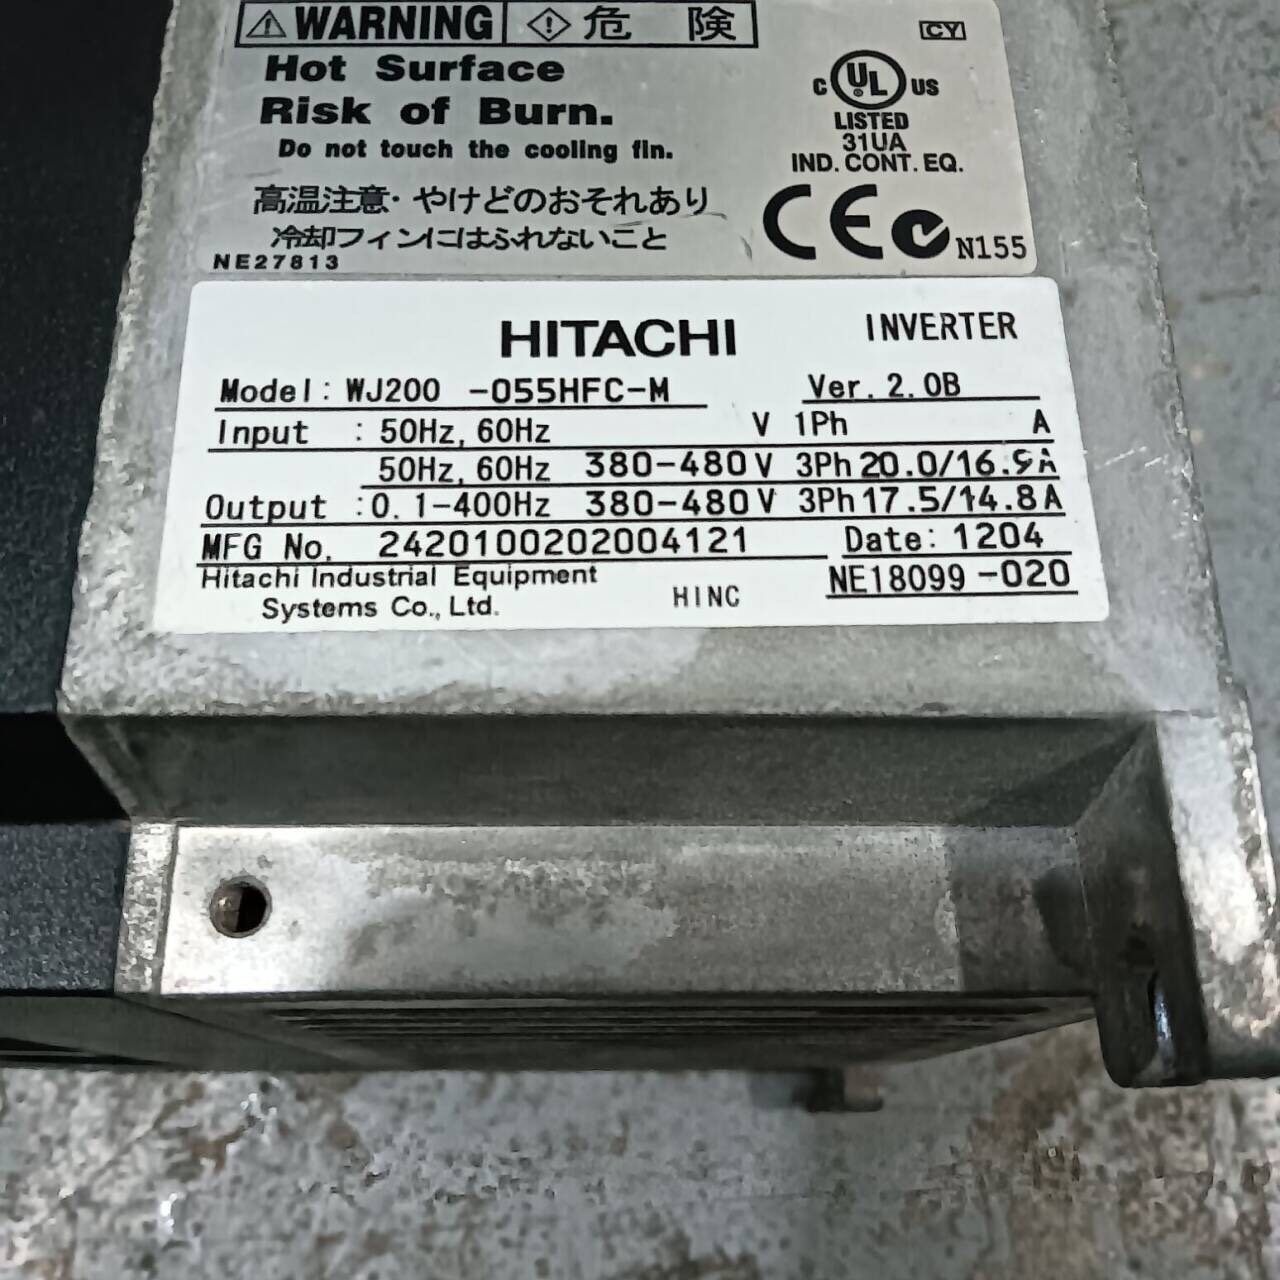 WARNING 危 険
CY
Hot Surface
Risk of Burn.
Do not touch the cooling fin.
高温注意・やけどのおそれあり
冷却フィンにはふれないこと
NE27813
C UL US
LISTED
31UA
IND. CONT. EQ.
CE N155
HITACHI INVERTER
Model: WJ200 -055HFC-M Ver. 2.0B
Input : 50Hz, 60Hz V 1Ph A
50Hz, 60Hz 380-480V 3Ph 20.0/16.9A
Output :0.1-400Hz 380-480V 3Ph 17.5/14.8A
MFG No. 2420100202004121 Date: 1204
Hitachi Industrial Equipment
Systems Co., Ltd. HINC NE18099-020